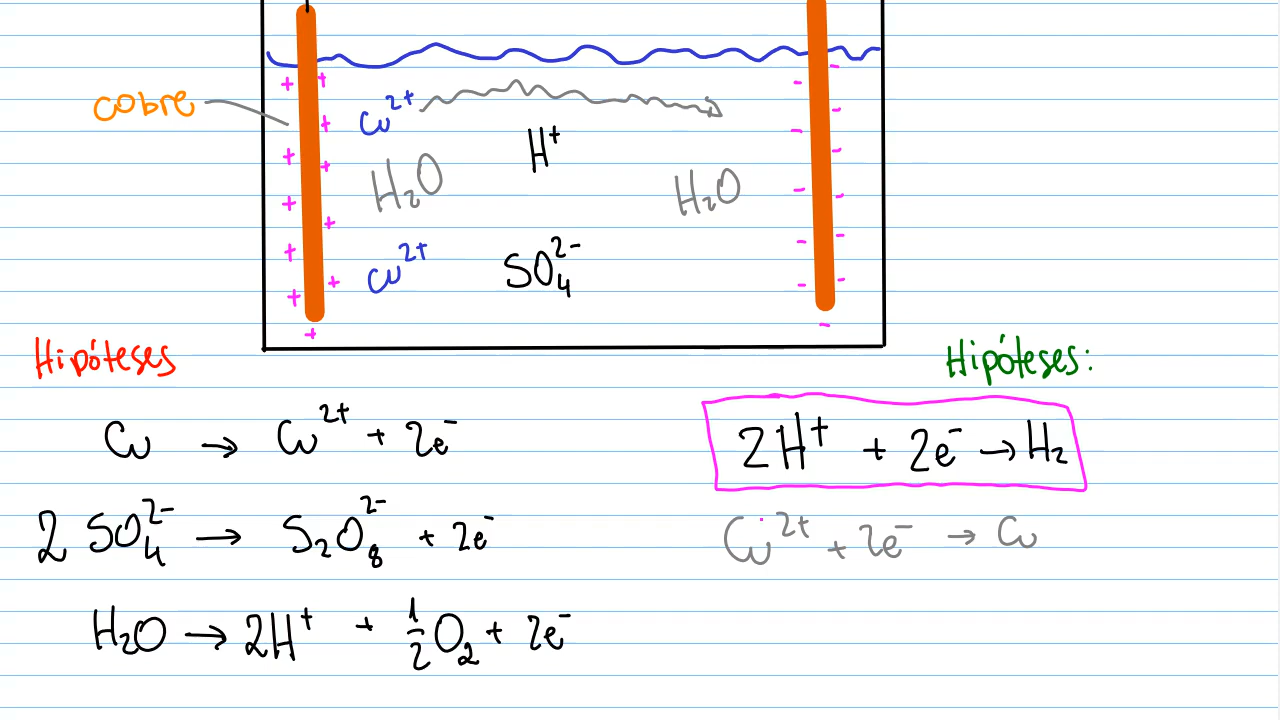 cobre
Cu²⁺
H⁺
H₂O
H₂O
Cu²⁺
SO₄²⁻
Hipóteses
Cu → Cu²⁺ + 2e⁻
2 SO₄²⁻ → S₂O₈²⁻ + 2e⁻
H₂O → 2H⁺ + 1/2 O₂ + 2e⁻
Hipóteses:
2H⁺ + 2e⁻ → H₂
Cu²⁺ + 2e⁻ → Cu